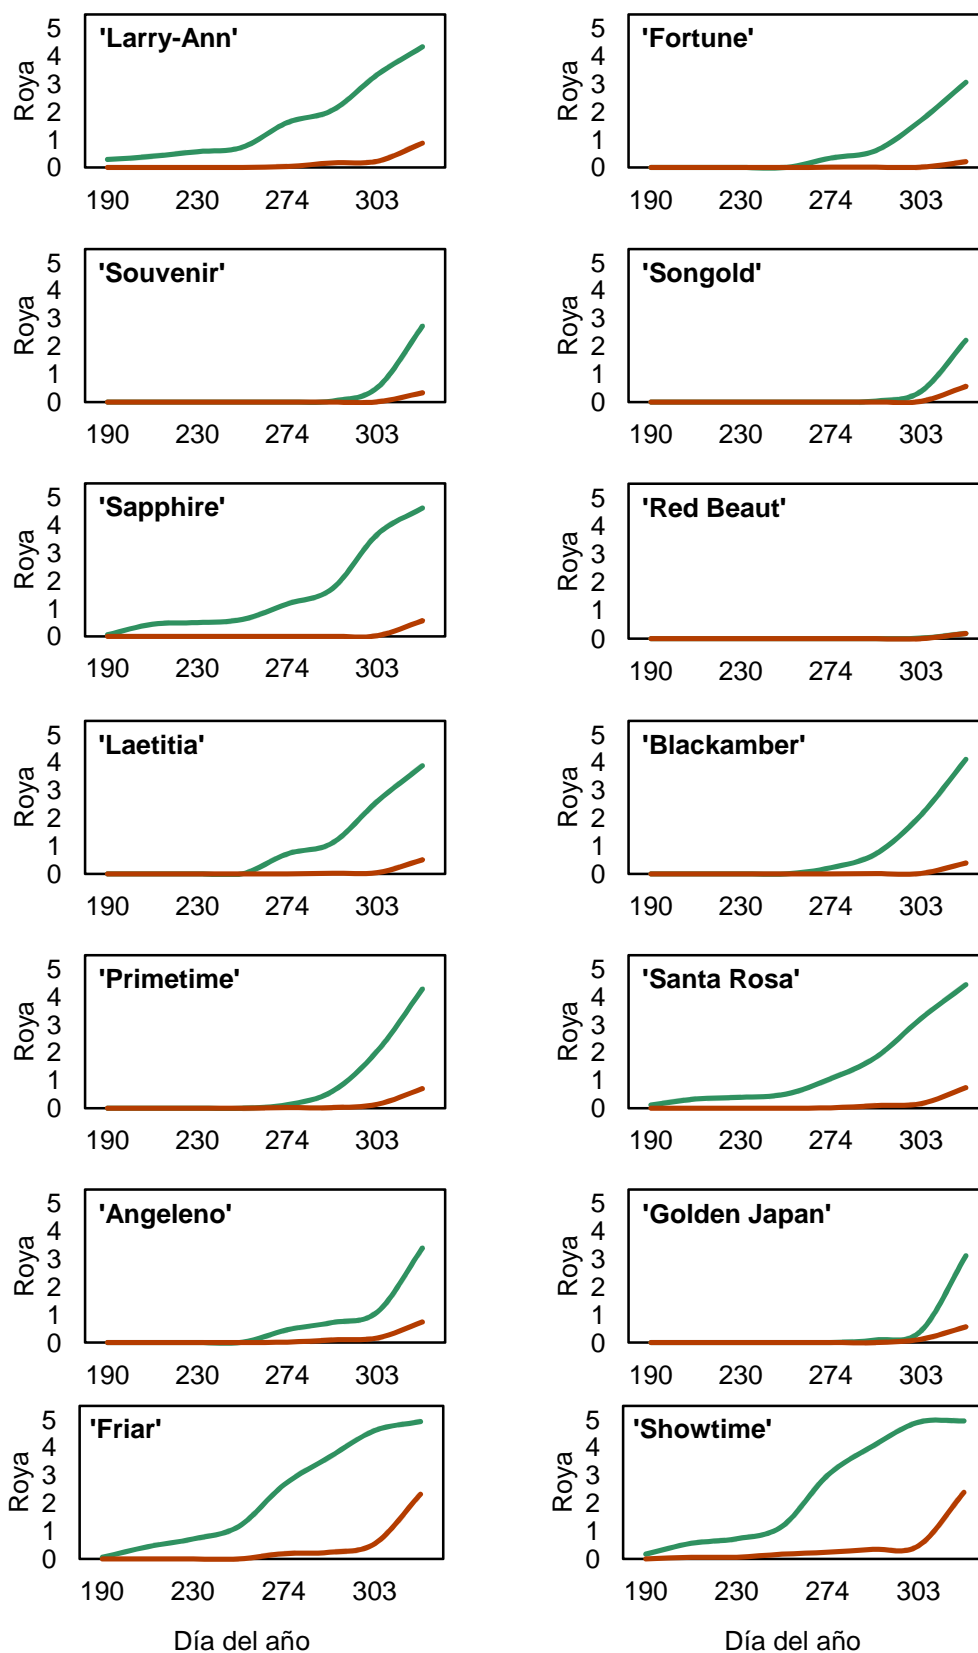 'Larry-Ann'
Roya
5
4
3
2
1
0
190 230 274 303
'Fortune'
Roya
5
4
3
2
1
0
190 230 274 303
'Souvenir'
Roya
5
4
3
2
1
0
190 230 274 303
'Songold'
Roya
5
4
3
2
1
0
190 230 274 303
'Sapphire'
Roya
5
4
3
2
1
0
190 230 274 303
'Red Beaut'
Roya
5
4
3
2
1
0
190 230 274 303
'Laetitia'
Roya
5
4
3
2
1
0
190 230 274 303
'Blackamber'
Roya
5
4
3
2
1
0
190 230 274 303
'Primetime'
Roya
5
4
3
2
1
0
190 230 274 303
'Santa Rosa'
Roya
5
4
3
2
1
0
190 230 274 303
'Angeleno'
Roya
5
4
3
2
1
0
190 230 274 303
'Golden Japan'
Roya
5
4
3
2
1
0
190 230 274 303
'Friar'
Roya
5
4
3
2
1
0
190 230 274 303
Día del año
'Showtime'
Roya
5
4
3
2
1
0
190 230 274 303
Día del año